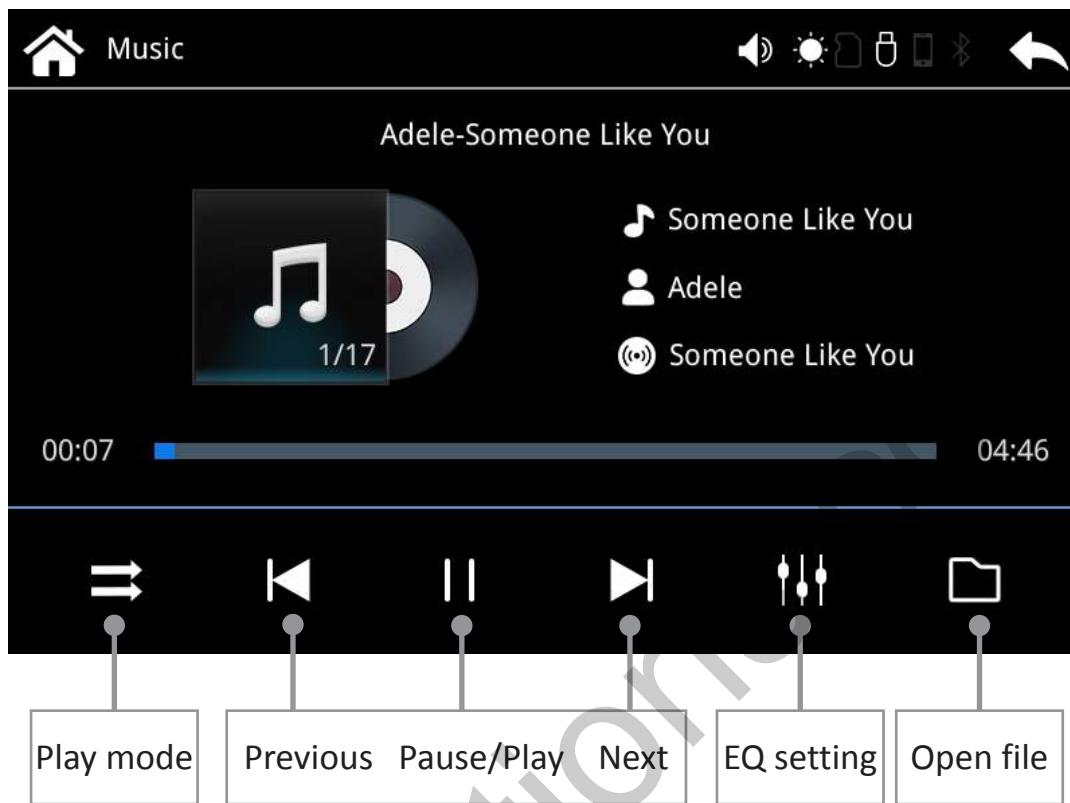 Music
Adele-Someone Like You
Someone Like You
Adele
Someone Like You
1/17
00:07 04:46
Play mode Previous Pause/Play Next EQ setting Open file